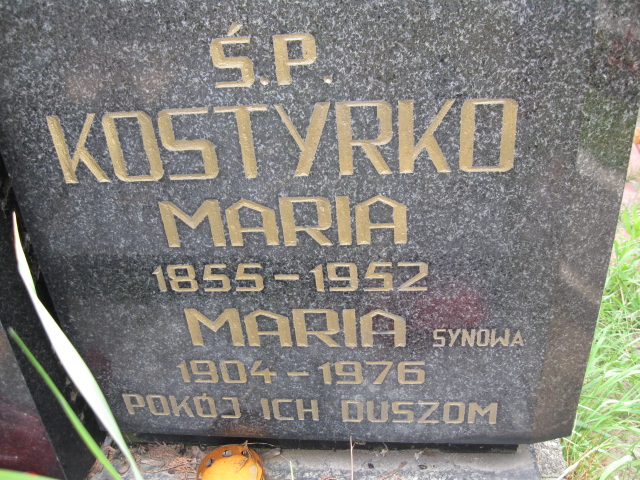 Ś.P.
KOSTYRKO
MARIA
1855-1952
MARIA SYNOWA
1904-1976
POKÓJ ICH DUSZOM